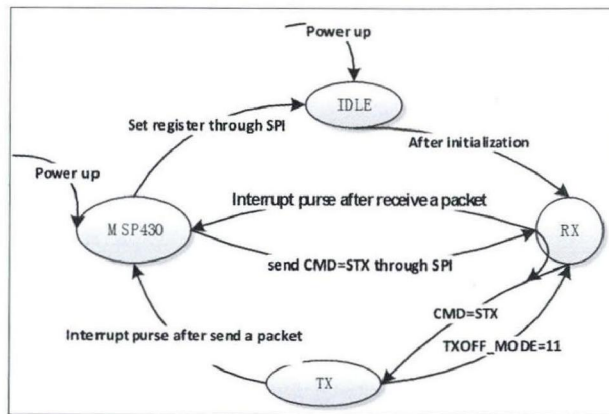 Power up
IDLE
Set register through SPI
After initialization
Power up
Interrupt purse after receive a packet
MSP430
RX
send CMD=STX through SPI
CMD=STX
Interrupt purse after send a packet
TXOFF_MODE=11
TX